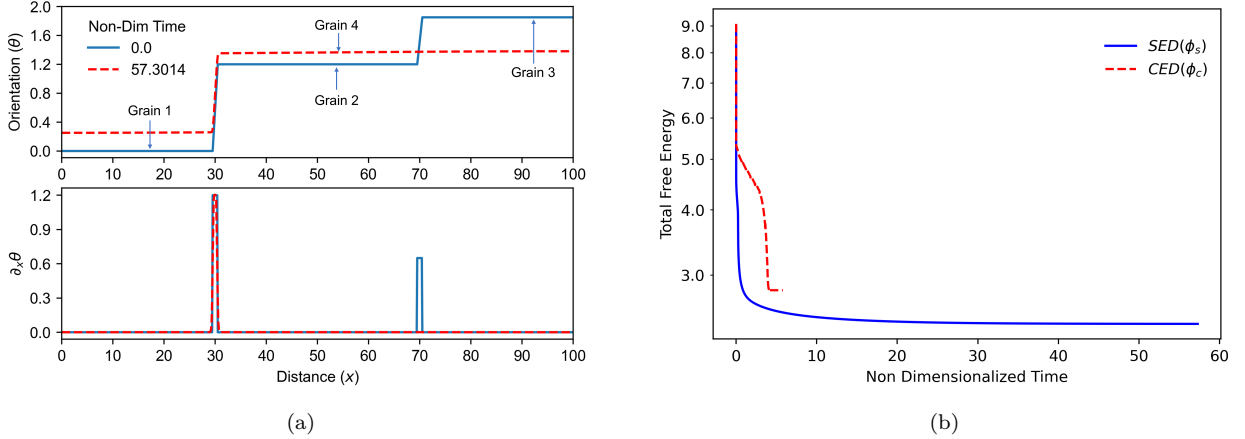 2.0
1.6
1.2
0.8
0.4
0.0
Orientation (θ)
Non-Dim Time
0.0
57.3014
Grain 1
Grain 4
Grain 2
Grain 3
0 10 20 30 40 50 60 70 80 90 100
1.2
0.9
0.6
0.3
0.0
∂ₓθ
0 10 20 30 40 50 60 70 80 90 100
Distance (x)
(a)
9.0
8.0
7.0
6.0
5.0
4.0
3.0
Total Free Energy
SED(ϕₛ)
CED(ϕ꜀)
0 10 20 30 40 50 60
Non Dimensionalized Time
(b)